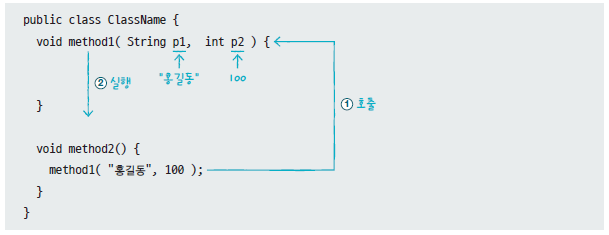 public class ClassName {
void method1( String p1, int p2 ) {
② 실행
"홍길동"
100
}
① 호출
void method2() {
method1( "홍길동", 100 );
}
}